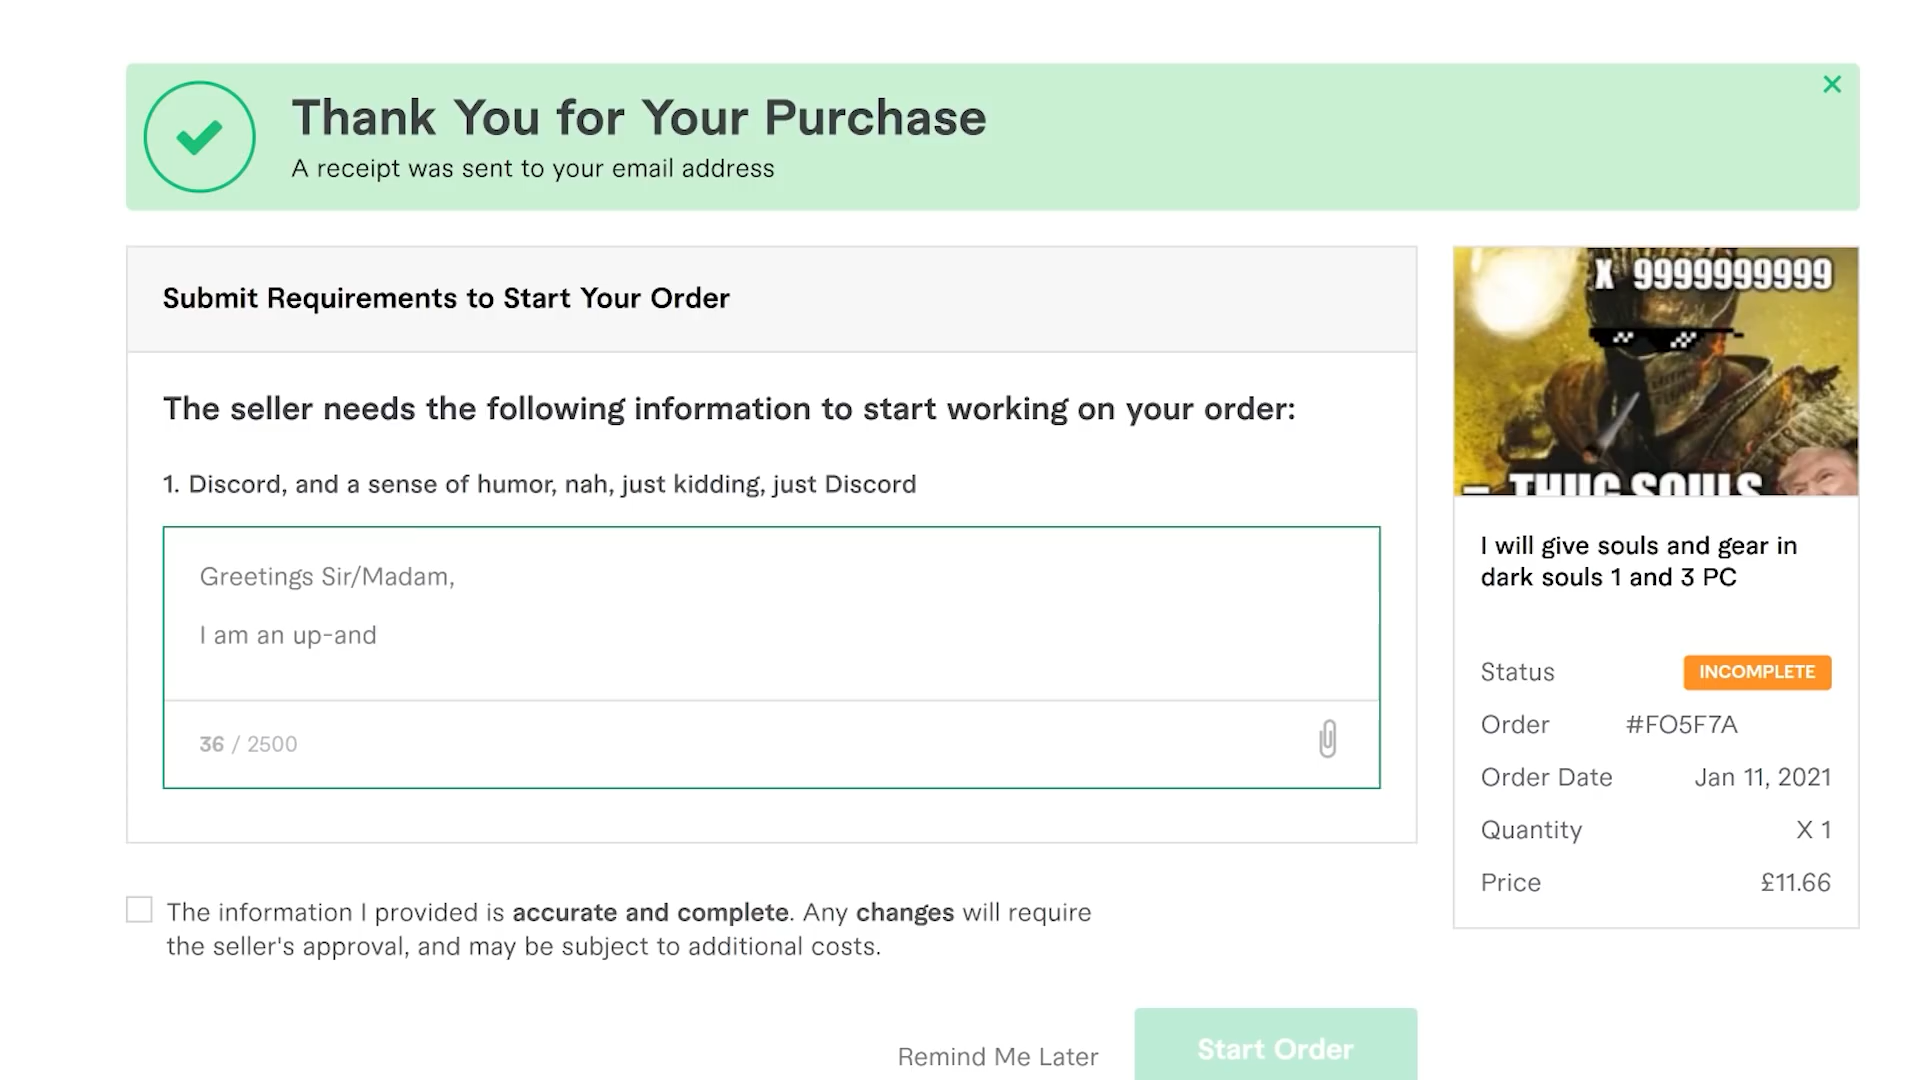 Thank You for Your Purchase
A receipt was sent to your email address
Submit Requirements to Start Your Order
The seller needs the following information to start working on your order:
1. Discord, and a sense of humor, nah, just kidding, just Discord
Greetings Sir/Madam,
I am an up-and
36 / 2500
The information I provided is accurate and complete. Any changes will require
the seller's approval, and may be subject to additional costs.
Remind Me Later
Start Order
X 9999999999
= THUG SOULS
I will give souls and gear in
dark souls 1 and 3 PC
Status INCOMPLETE
Order #FO5F7A
Order Date Jan 11, 2021
Quantity X 1
Price £11.66